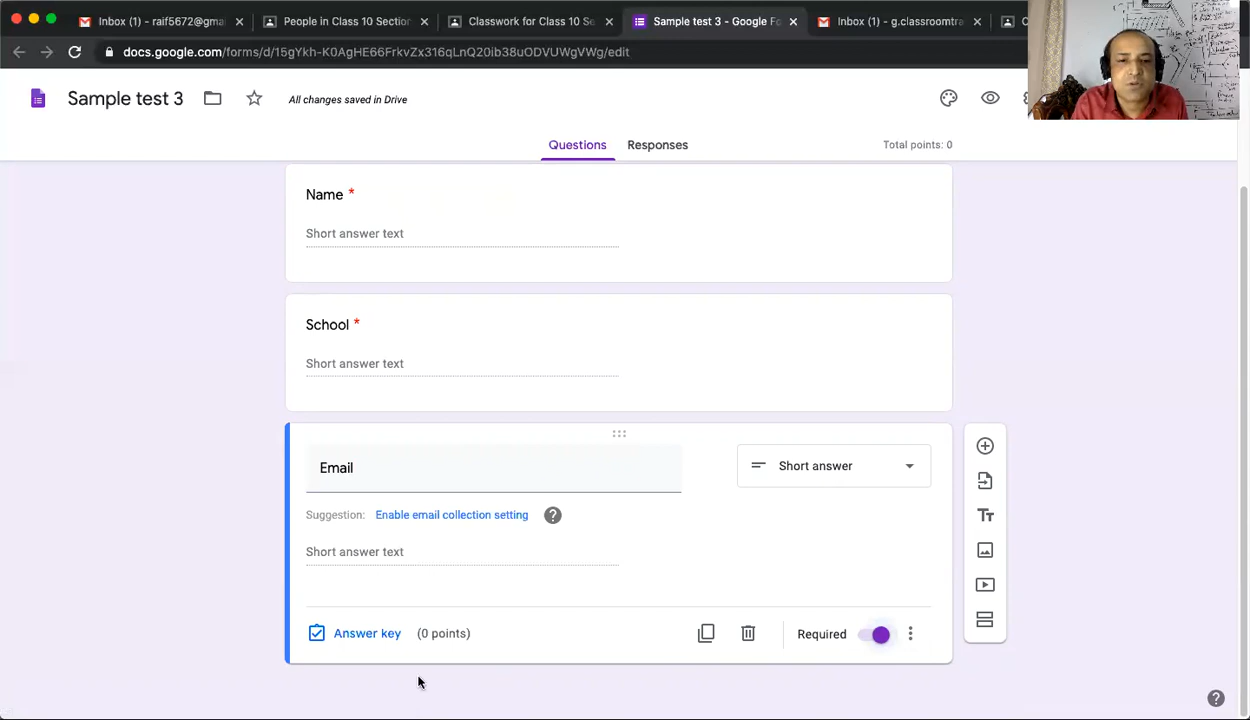 Inbox (1) - raif5672@gma
People in Class 10 Section
Classwork for Class 10 Se
Sample test 3 - Google Fo
Inbox (1) - g.classroomtra
docs.google.com/forms/d/15gYkh-K0AgHE66FrkvZx316qLnQ20ib38uODVUWgVWg/edit
Sample test 3
All changes saved in Drive
Questions
Responses
Total points: 0
Name *
Short answer text
School *
Short answer text
Email
Short answer
Suggestion: Enable email collection setting
Short answer text
Answer key (0 points)
Required